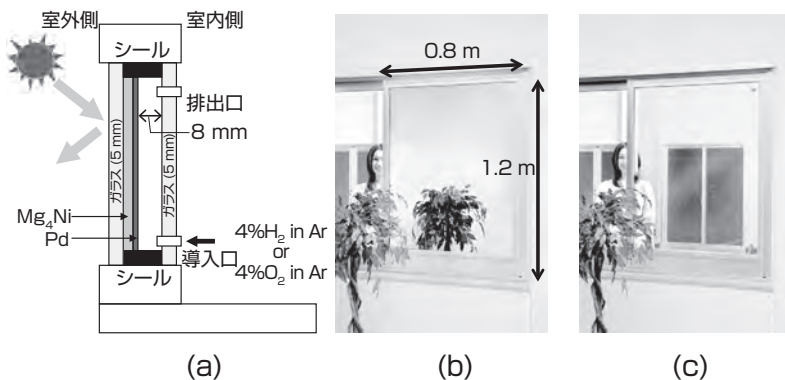 室外側
室内側
シール
ガラス (5 mm)
ガラス (5 mm)
排出口
8 mm
Mg₄Ni
Pd
導入口
4%H₂ in Ar
or
4%O₂ in Ar
シール
(a)
0.8 m
1.2 m
(b)
(c)